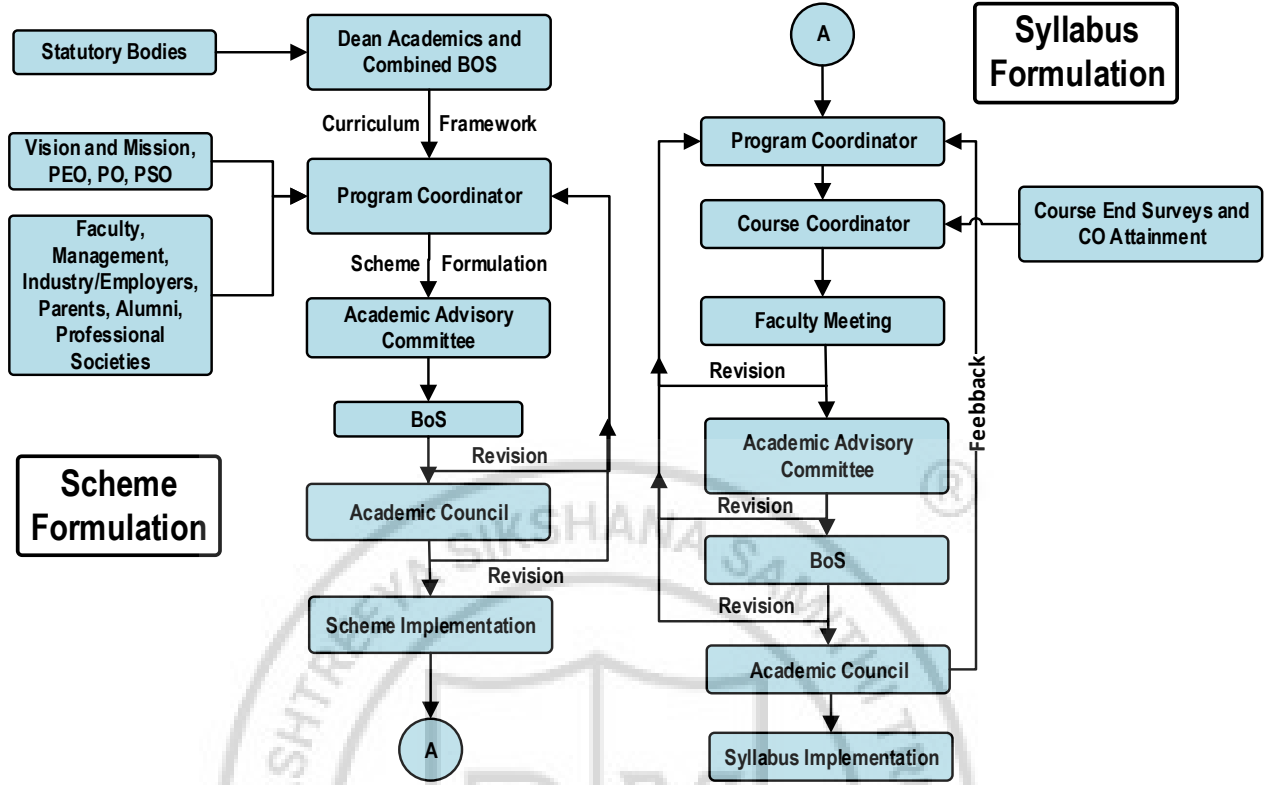 Statutory Bodies
Dean Academics and
Combined BOS
Curriculum Framework
Vision and Mission,
PEO, PO, PSO
Program Coordinator
Faculty,
Management,
Industry/Employers,
Parents, Alumni,
Professional
Societies
Scheme Formulation
Academic Advisory
Committee
BoS
Revision
Scheme
Formulation
Academic Council
Revision
Scheme Implementation
A
A
Syllabus
Formulation
Program Coordinator
Course Coordinator
Course End Surveys and
CO Attainment
Faculty Meeting
Revision
Feebback
Academic Advisory
Committee
Revision
BoS
Revision
Academic Council
Syllabus Implementation
SIKSHANA SAMITHI
®